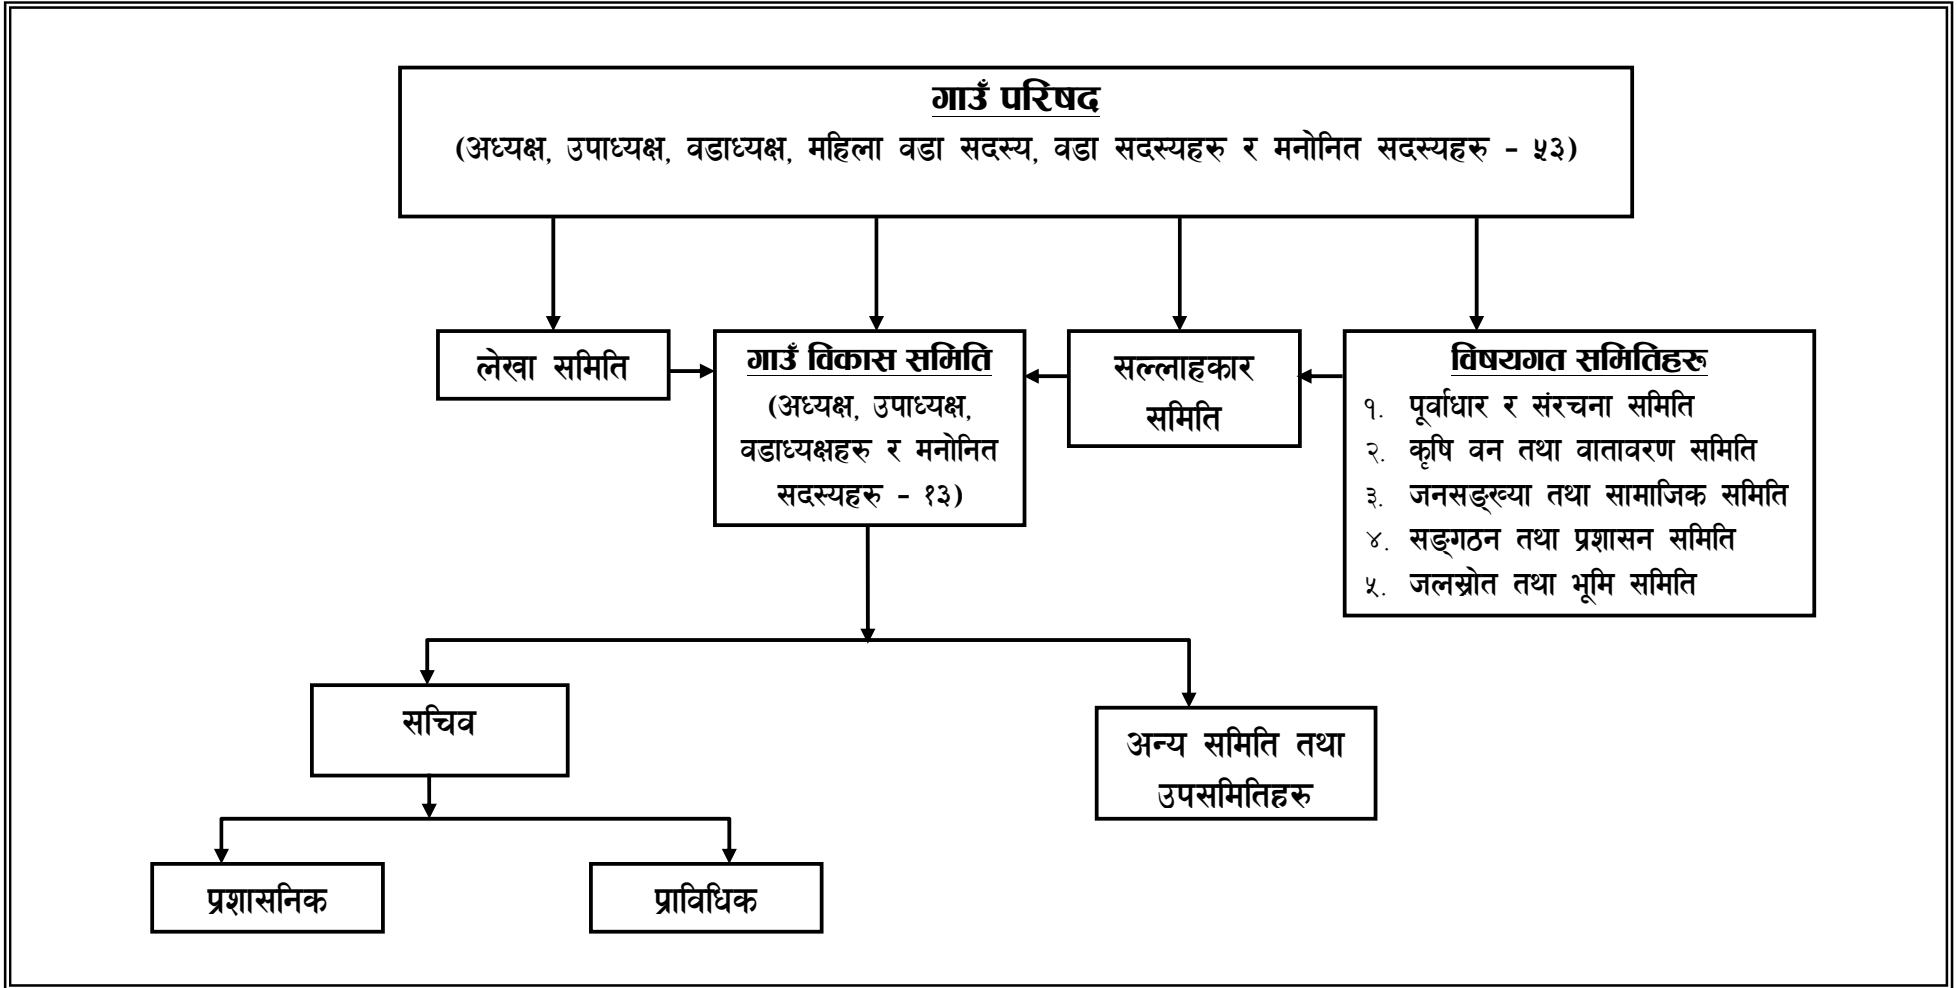 गाउँ परिषद
(अध्यक्ष, उपाध्यक्ष, वडाध्यक्ष, महिला वडा सदस्य, वडा सदस्यहरु र मनोनित सदस्यहरु - ५३)
लेखा समिति
गाउँ विकास समिति
(अध्यक्ष, उपाध्यक्ष,
वडाध्यक्षहरु र मनोनित
सदस्यहरु - १३)
सल्लाहकार
समिति
विषयगत समितिहरू
१. पूर्वाधार र संरचना समिति
२. कृषि वन तथा वातावरण समिति
३. जनसङ्ख्या तथा सामाजिक समिति
४. सङ्गठन तथा प्रशासन समिति
५. जलस्रोत तथा भूमि समिति
सचिव
अन्य समिति तथा
उपसमितिहरु
प्रशासनिक
प्राविधिक